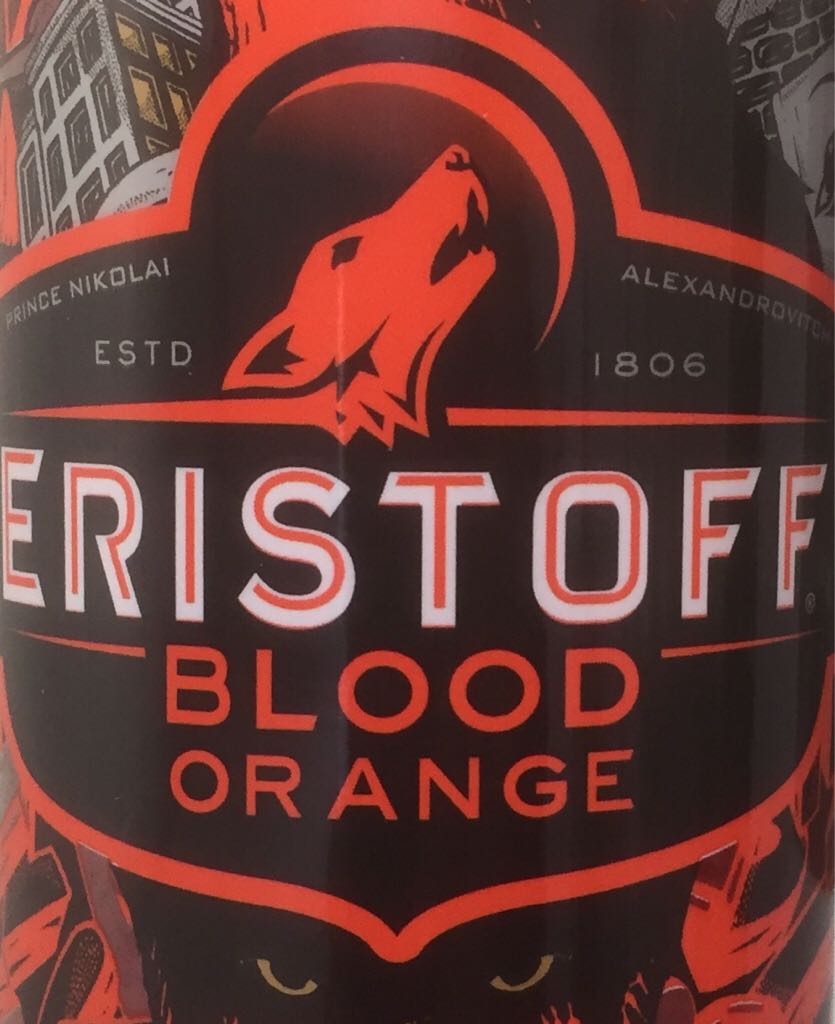 PRINCE NIKOLAI
ALEXANDROVITCH
ESTD 1806
ERISTOFF®
BLOOD
ORANGE